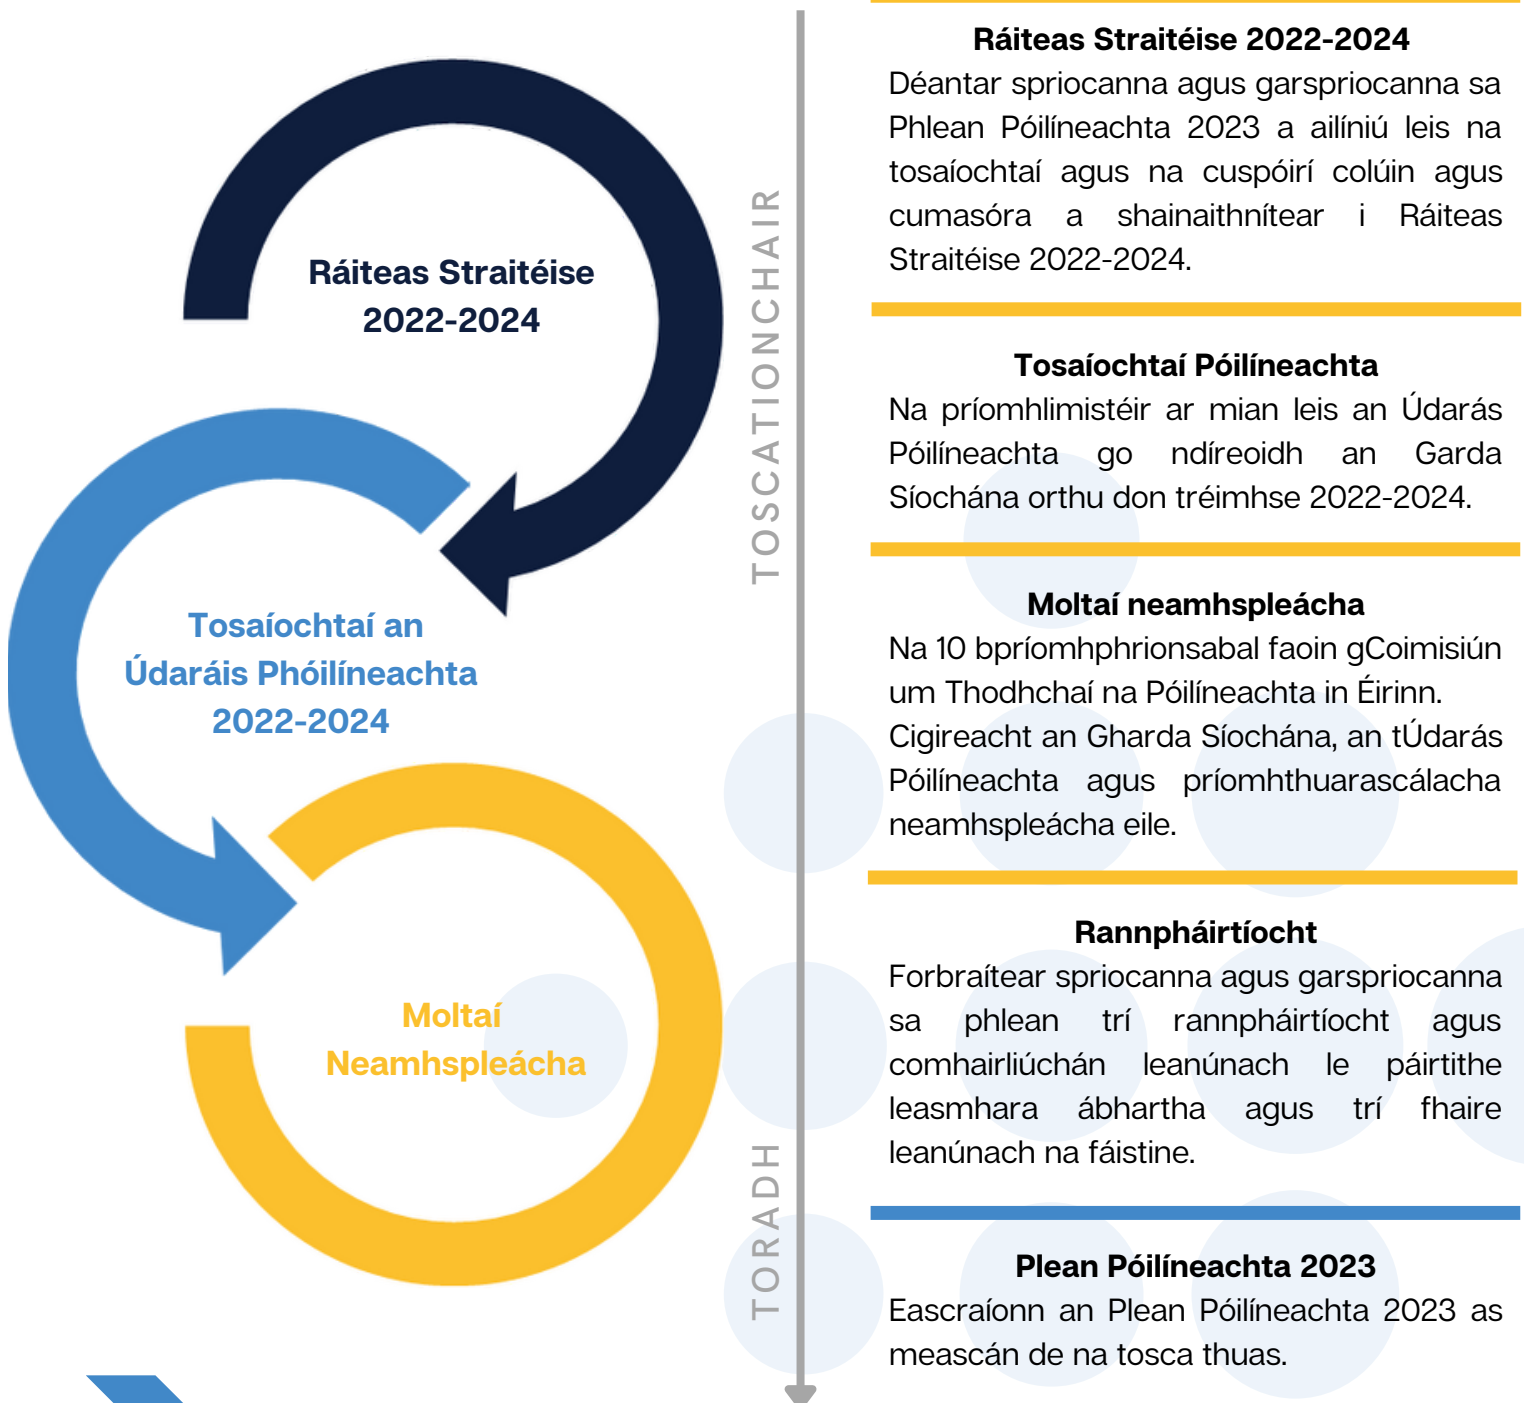 Ráiteas Straitéise
2022-2024
Tosaíochtaí an
Údaráis Phóilíneachta
2022-2024
Moltaí
Neamhspleácha
TOSCATIONCHAIR
TORADH
Ráiteas Straitéise 2022-2024
Déantar spriocanna agus garspriocanna sa
Phlean Póilíneachta 2023 a ailíniú leis na
tosaíochtaí agus na cuspóirí colúin agus
cumasóra a shainaithnítear i Ráiteas
Straitéise 2022-2024.
Tosaíochtaí Póilíneachta
Na príomhlimistéir ar mian leis an Údarás
Póilíneachta go ndíreoidh an Garda
Síochána orthu don tréimhse 2022-2024.
Moltaí neamhspleácha
Na 10 bpríomhphrionsabal faoin gCoimisiún
um Thodhchaí na Póilíneachta in Éirinn.
Cigireacht an Gharda Síochána, an tÚdarás
Póilíneachta agus príomhthuarascálacha
neamhspleácha eile.
Rannpháirtíocht
Forbraítear spriocanna agus garspriocanna
sa phlean trí rannpháirtíocht agus
comhairliúchán leanúnach le páirtithe
leasmhara ábhartha agus trí fhaire
leanúnach na fáistine.
Plean Póilíneachta 2023
Eascraíonn an Plean Póilíneachta 2023 as
meascán de na tosca thuas.